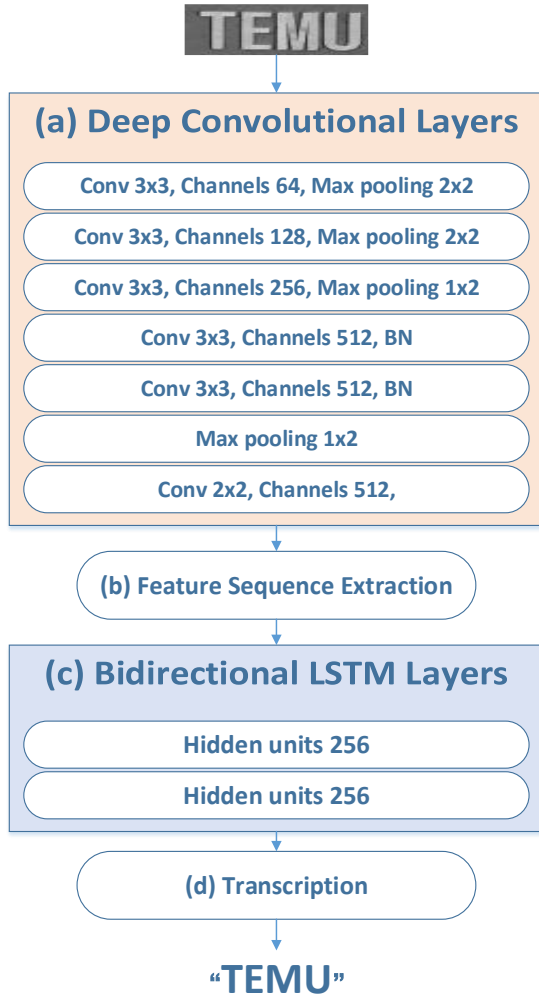 TEMU
(a) Deep Convolutional Layers
Conv 3x3, Channels 64, Max pooling 2x2
Conv 3x3, Channels 128, Max pooling 2x2
Conv 3x3, Channels 256, Max pooling 1x2
Conv 3x3, Channels 512, BN
Conv 3x3, Channels 512, BN
Max pooling 1x2
Conv 2x2, Channels 512,
(b) Feature Sequence Extraction
(c) Bidirectional LSTM Layers
Hidden units 256
Hidden units 256
(d) Transcription
“TEMU”